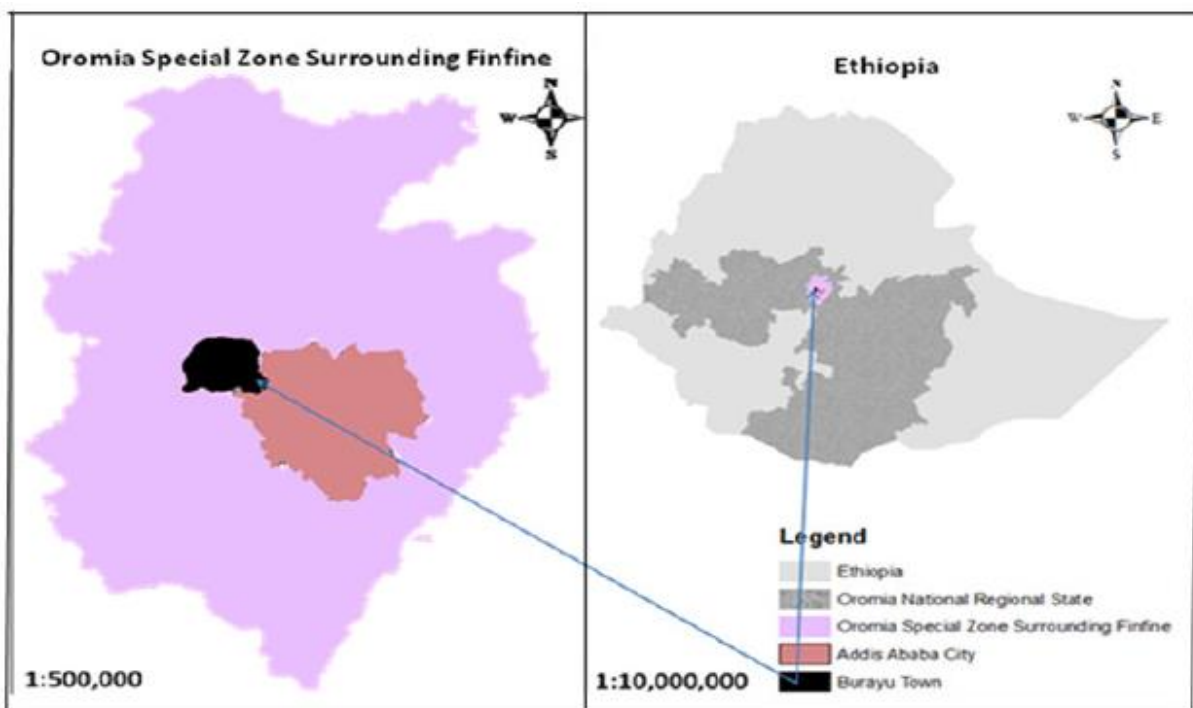 Oromia Special Zone Surrounding Finfine
N
W
S
1:500,000
Ethiopia
N
W E
S
Legend
Ethiopia
Oromia National Regional State
Oromia Special Zone Surrounding Finfine
Addis Ababa City
Burayu Town
1:10,000,000